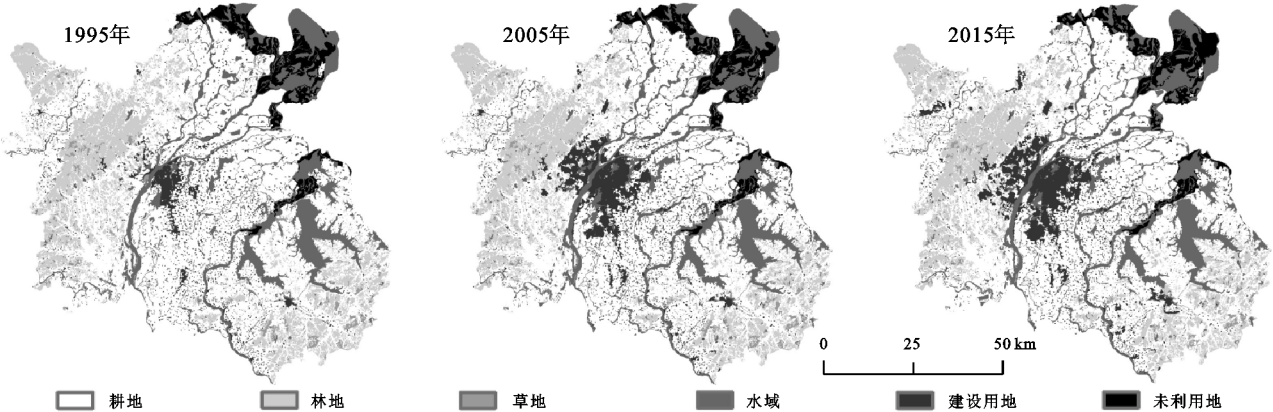 1995年
2005年
2015年
0 25 50 km
耕地 林地 草地 水域 建设用地 未利用地